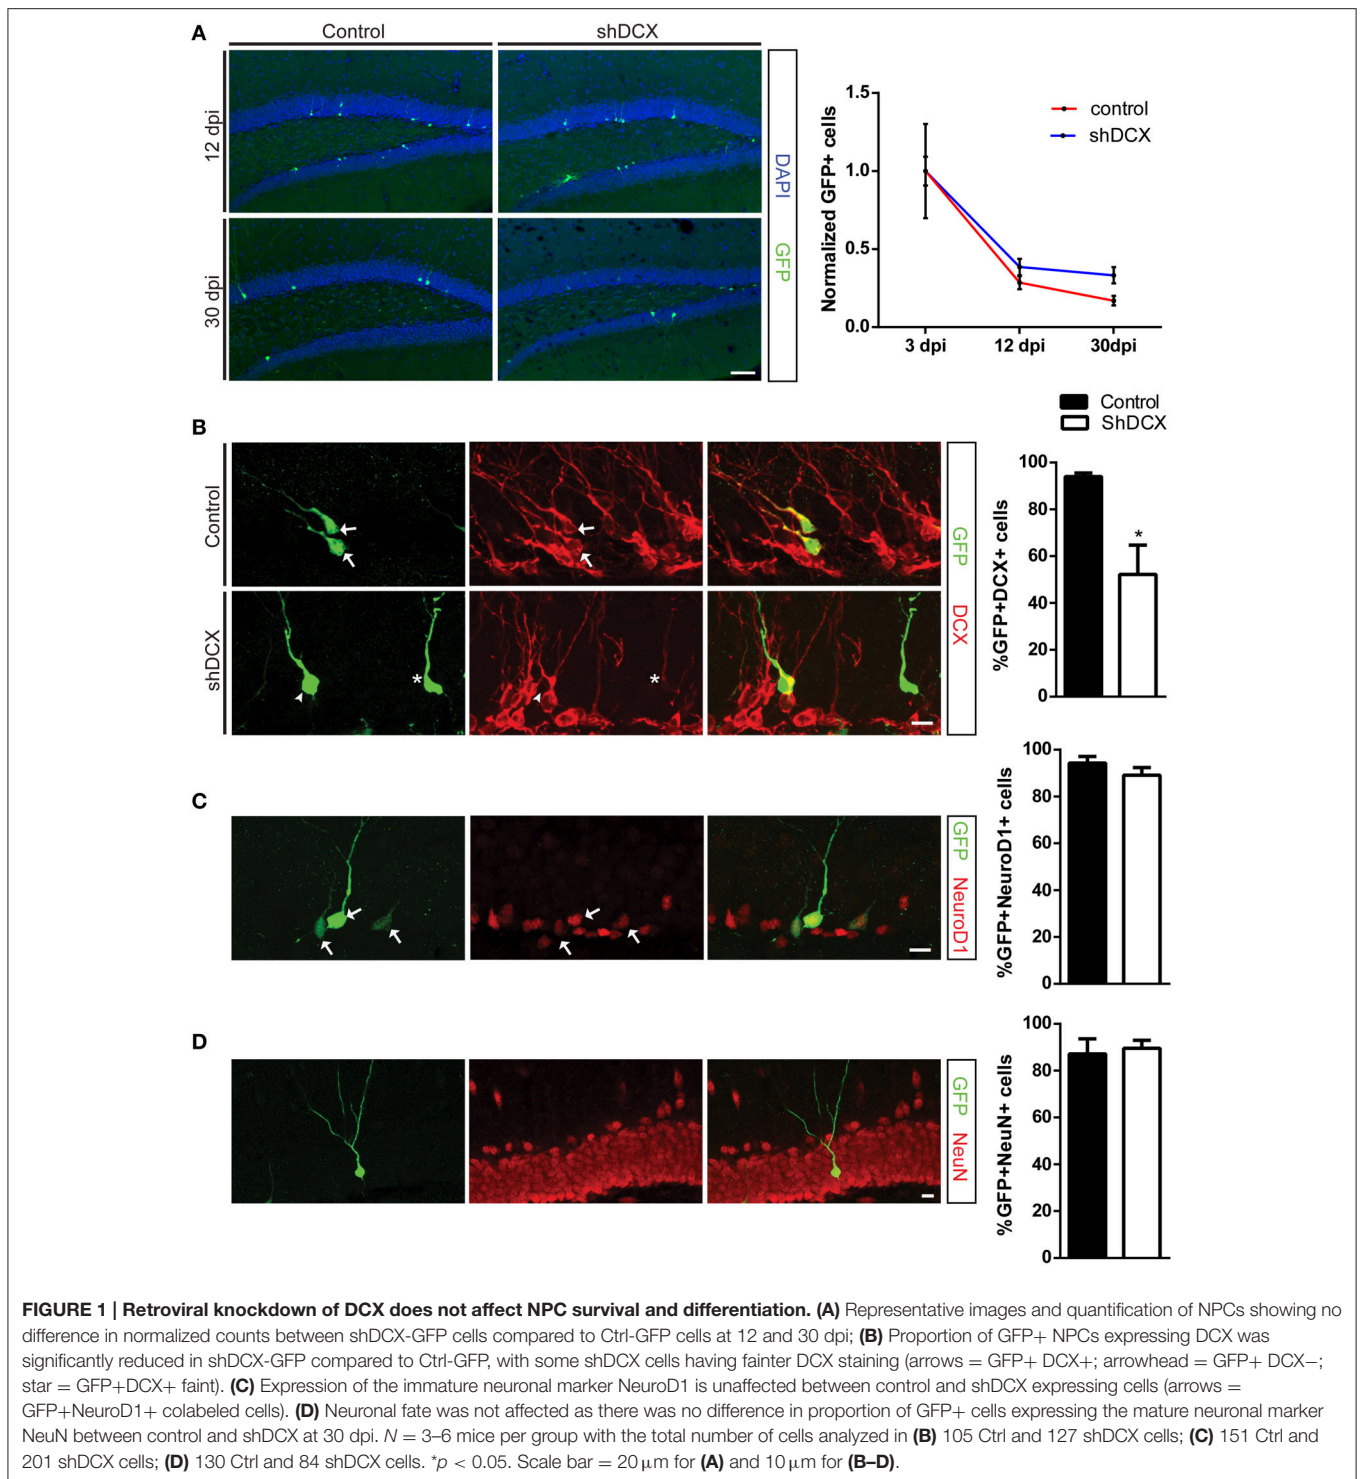 A
Control
shDCX
12 dpi
30 dpi
DAPI GFP
Normalized GFP+ cells
1.5
1.0
0.5
0.0
3 dpi
12 dpi
30dpi
control
shDCX
B
Control
shDCX
*
*
GFP DCX
Control
ShDCX
%GFP+DCX+ cells
100
80
60
40
20
0
*
C
GFP NeuroD1
%GFP+NeuroD1+ cells
100
80
60
40
20
0
D
GFP NeuN
%GFP+NeuN+ cells
100
80
60
40
20
0
FIGURE 1 | Retroviral knockdown of DCX does not affect NPC survival and differentiation. (A) Representative images and quantification of NPCs showing no
difference in normalized counts between shDCX-GFP cells compared to Ctrl-GFP cells at 12 and 30 dpi; (B) Proportion of GFP+ NPCs expressing DCX was
significantly reduced in shDCX-GFP compared to Ctrl-GFP, with some shDCX cells having fainter DCX staining (arrows = GFP+ DCX+; arrowhead = GFP+ DCX−;
star = GFP+DCX+ faint). (C) Expression of the immature neuronal marker NeuroD1 is unaffected between control and shDCX expressing cells (arrows =
GFP+NeuroD1+ colabeled cells). (D) Neuronal fate was not affected as there was no difference in proportion of GFP+ cells expressing the mature neuronal marker
NeuN between control and shDCX at 30 dpi. N = 3–6 mice per group with the total number of cells analyzed in (B) 105 Ctrl and 127 shDCX cells; (C) 151 Ctrl and
201 shDCX cells; (D) 130 Ctrl and 84 shDCX cells. *p < 0.05. Scale bar = 20 μm for (A) and 10 μm for (B–D).